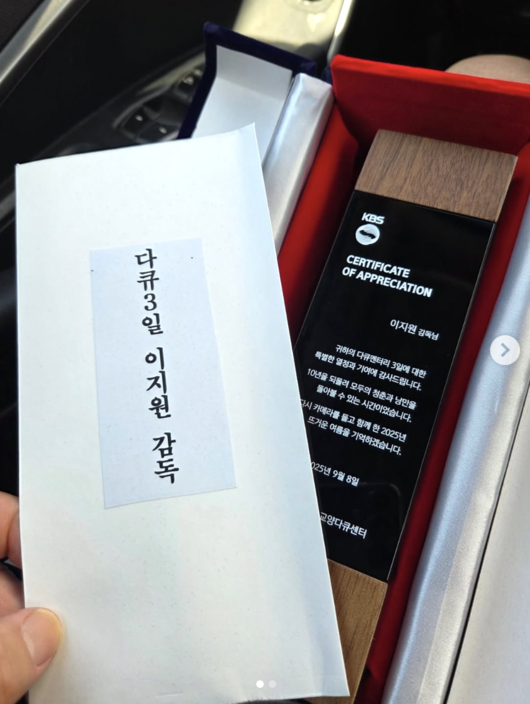 다큐3일 이지원 감독
KBS
CERTIFICATE
OF APPRECIATION
이지원 감독님
귀하의 다큐멘터리 3일에 대한
특별한 열정과 기여에 감사드립니다.
10년을 되돌려 모두의 청춘과 낭만을
돌아볼 수 있는 시간이었습니다.
다시 카메라를 들고 함께 한 2025년
뜨거운 여름을 기억하겠습니다.
2025년 9월 8일
교양다큐센터